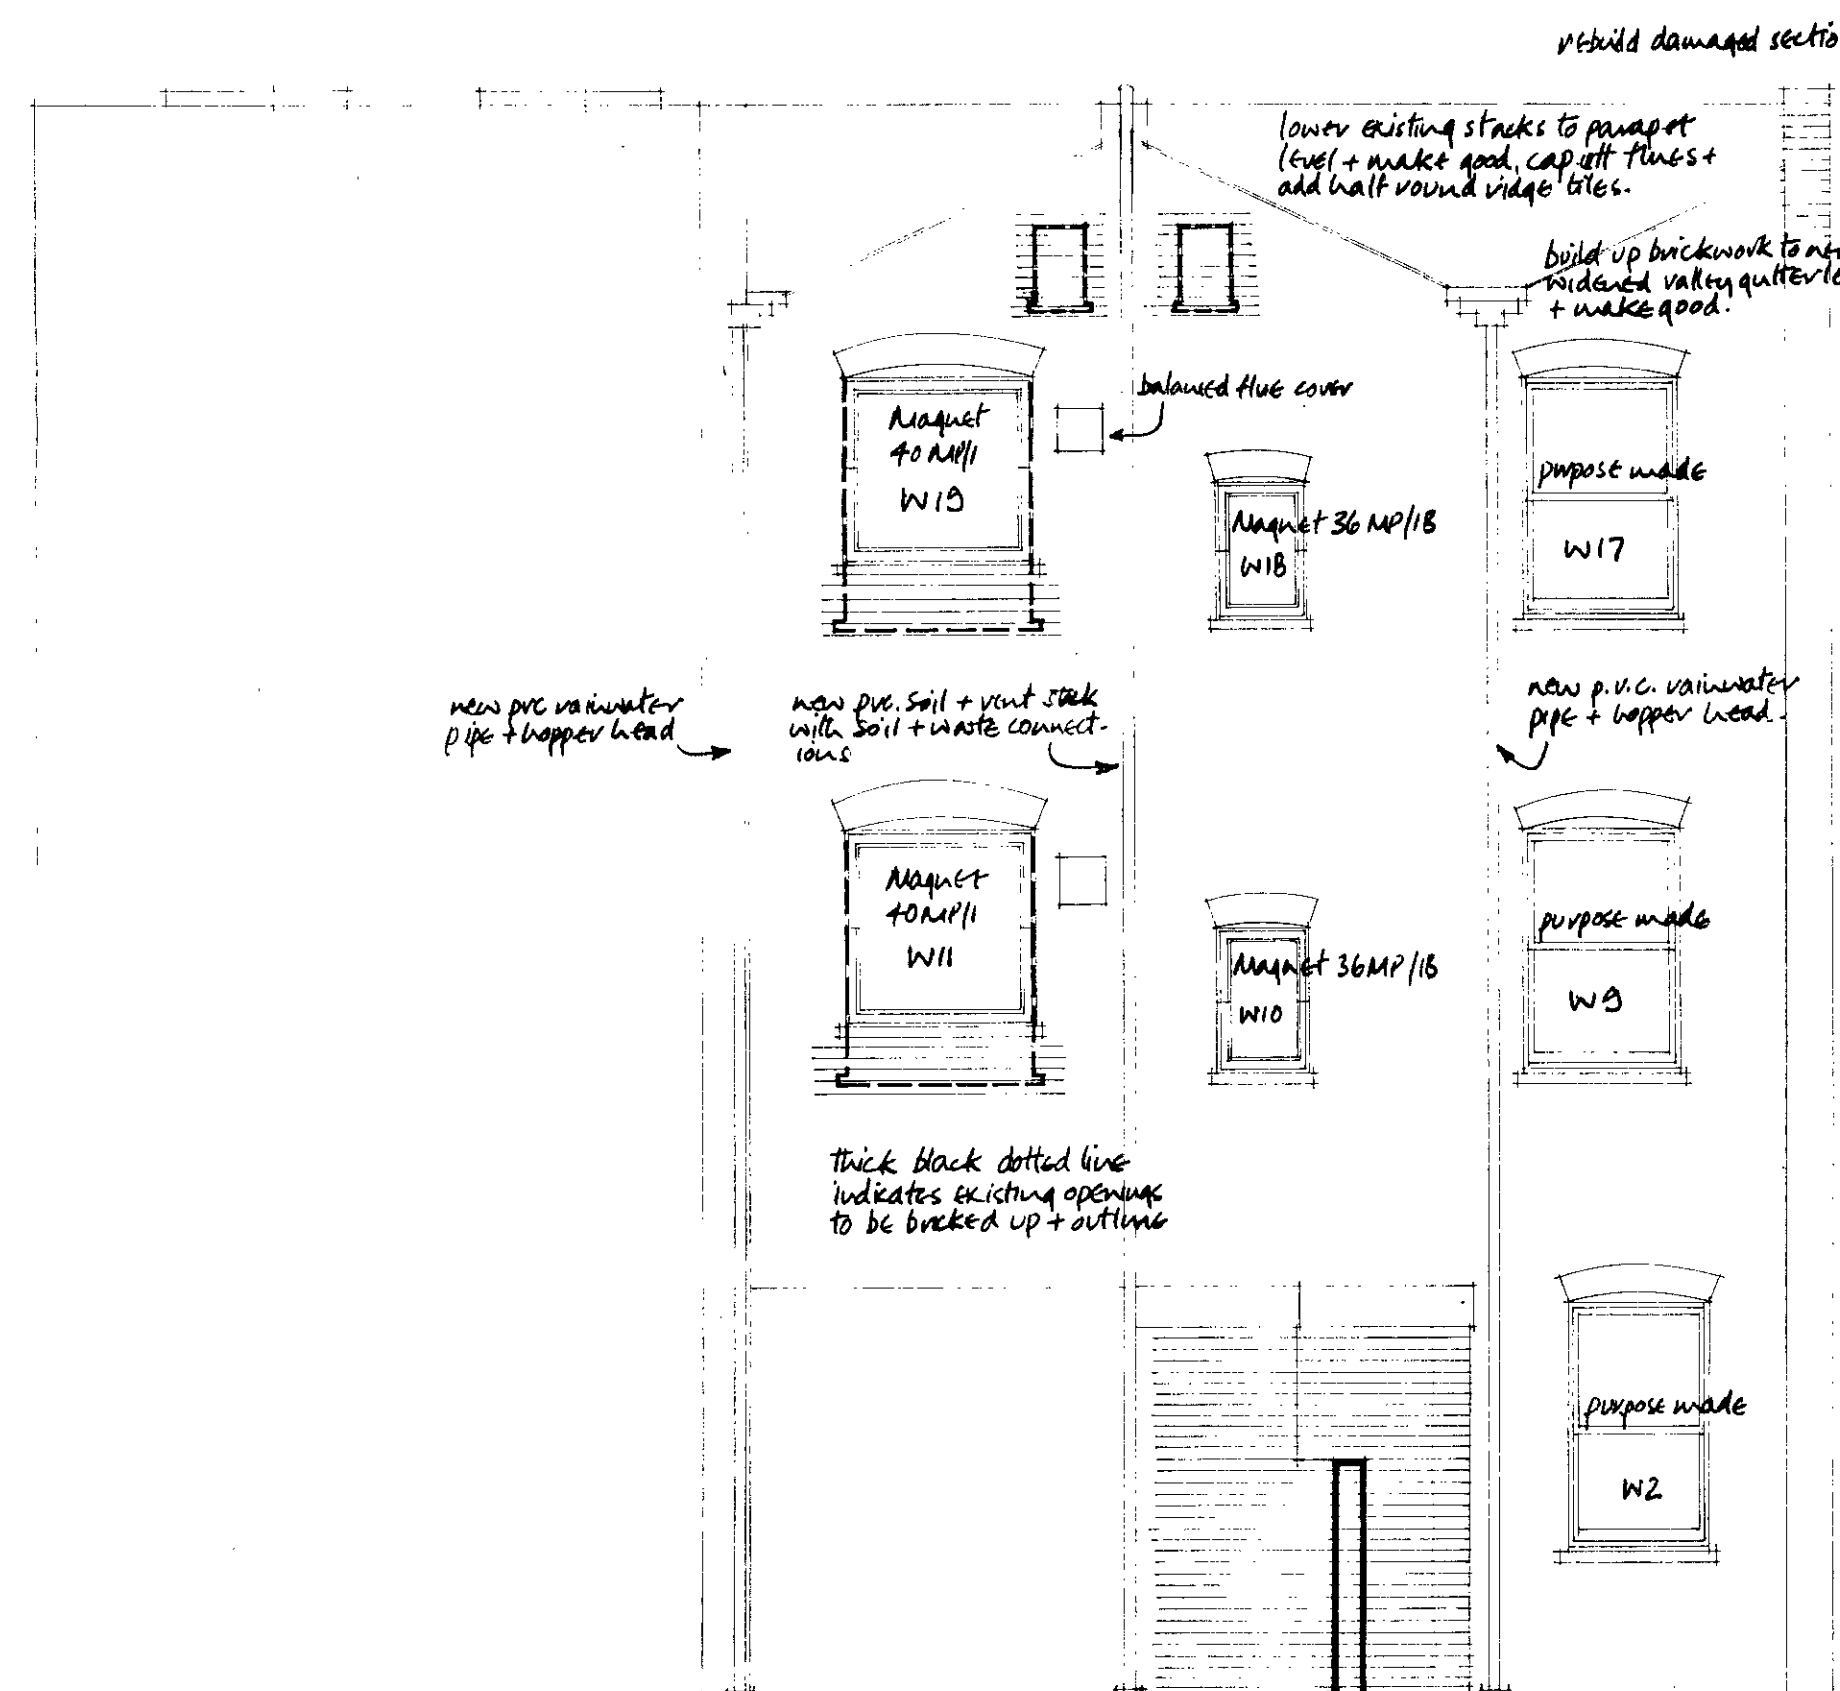 rebuild damaged sectio
lower existing stacks to parapet
level + make good, cap off flues +
add half round ridge tiles.
build up brickwork to
widened valley gutter
+ make good.
balanced flue cover
Magnet
40 MP/1
W19
Magnet 36 MP/1B
W18
purpose made
W17
new pvc rainwater
pipe + hopper head
new pvc. soil + vent stack
with soil + waste connect-
ions
new p.v.c. rainwater
pipe + hopper head.
Magnet
40MP/1
W11
Magnet 36MP/1B
W10
purpose made
W9
thick black dotted line
indicates existing openings
to be bricked up + outline
purpose made
W2